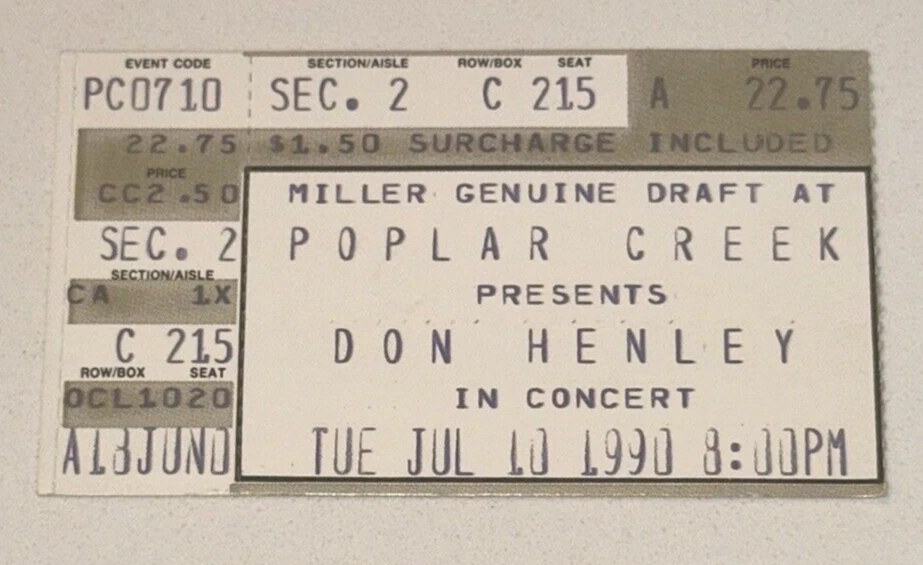 EVENT CODE SECTION/AISLE ROW/BOX SEAT PRICE
PC0710 SEC. 2 C 215 A 22.75
22.75 $1.50 SURCHARGE INCLUDED
PRICE
CC2.50
MILLER GENUINE DRAFT AT
SEC. 2
POPLAR CREEK
SECTION/AISLE
CA 1X
PRESENTS
C 215
DON HENLEY
ROW/BOX SEAT
OCL1020
IN CONCERT
A13JUN0
TUE JUL 10 1990 8:00PM